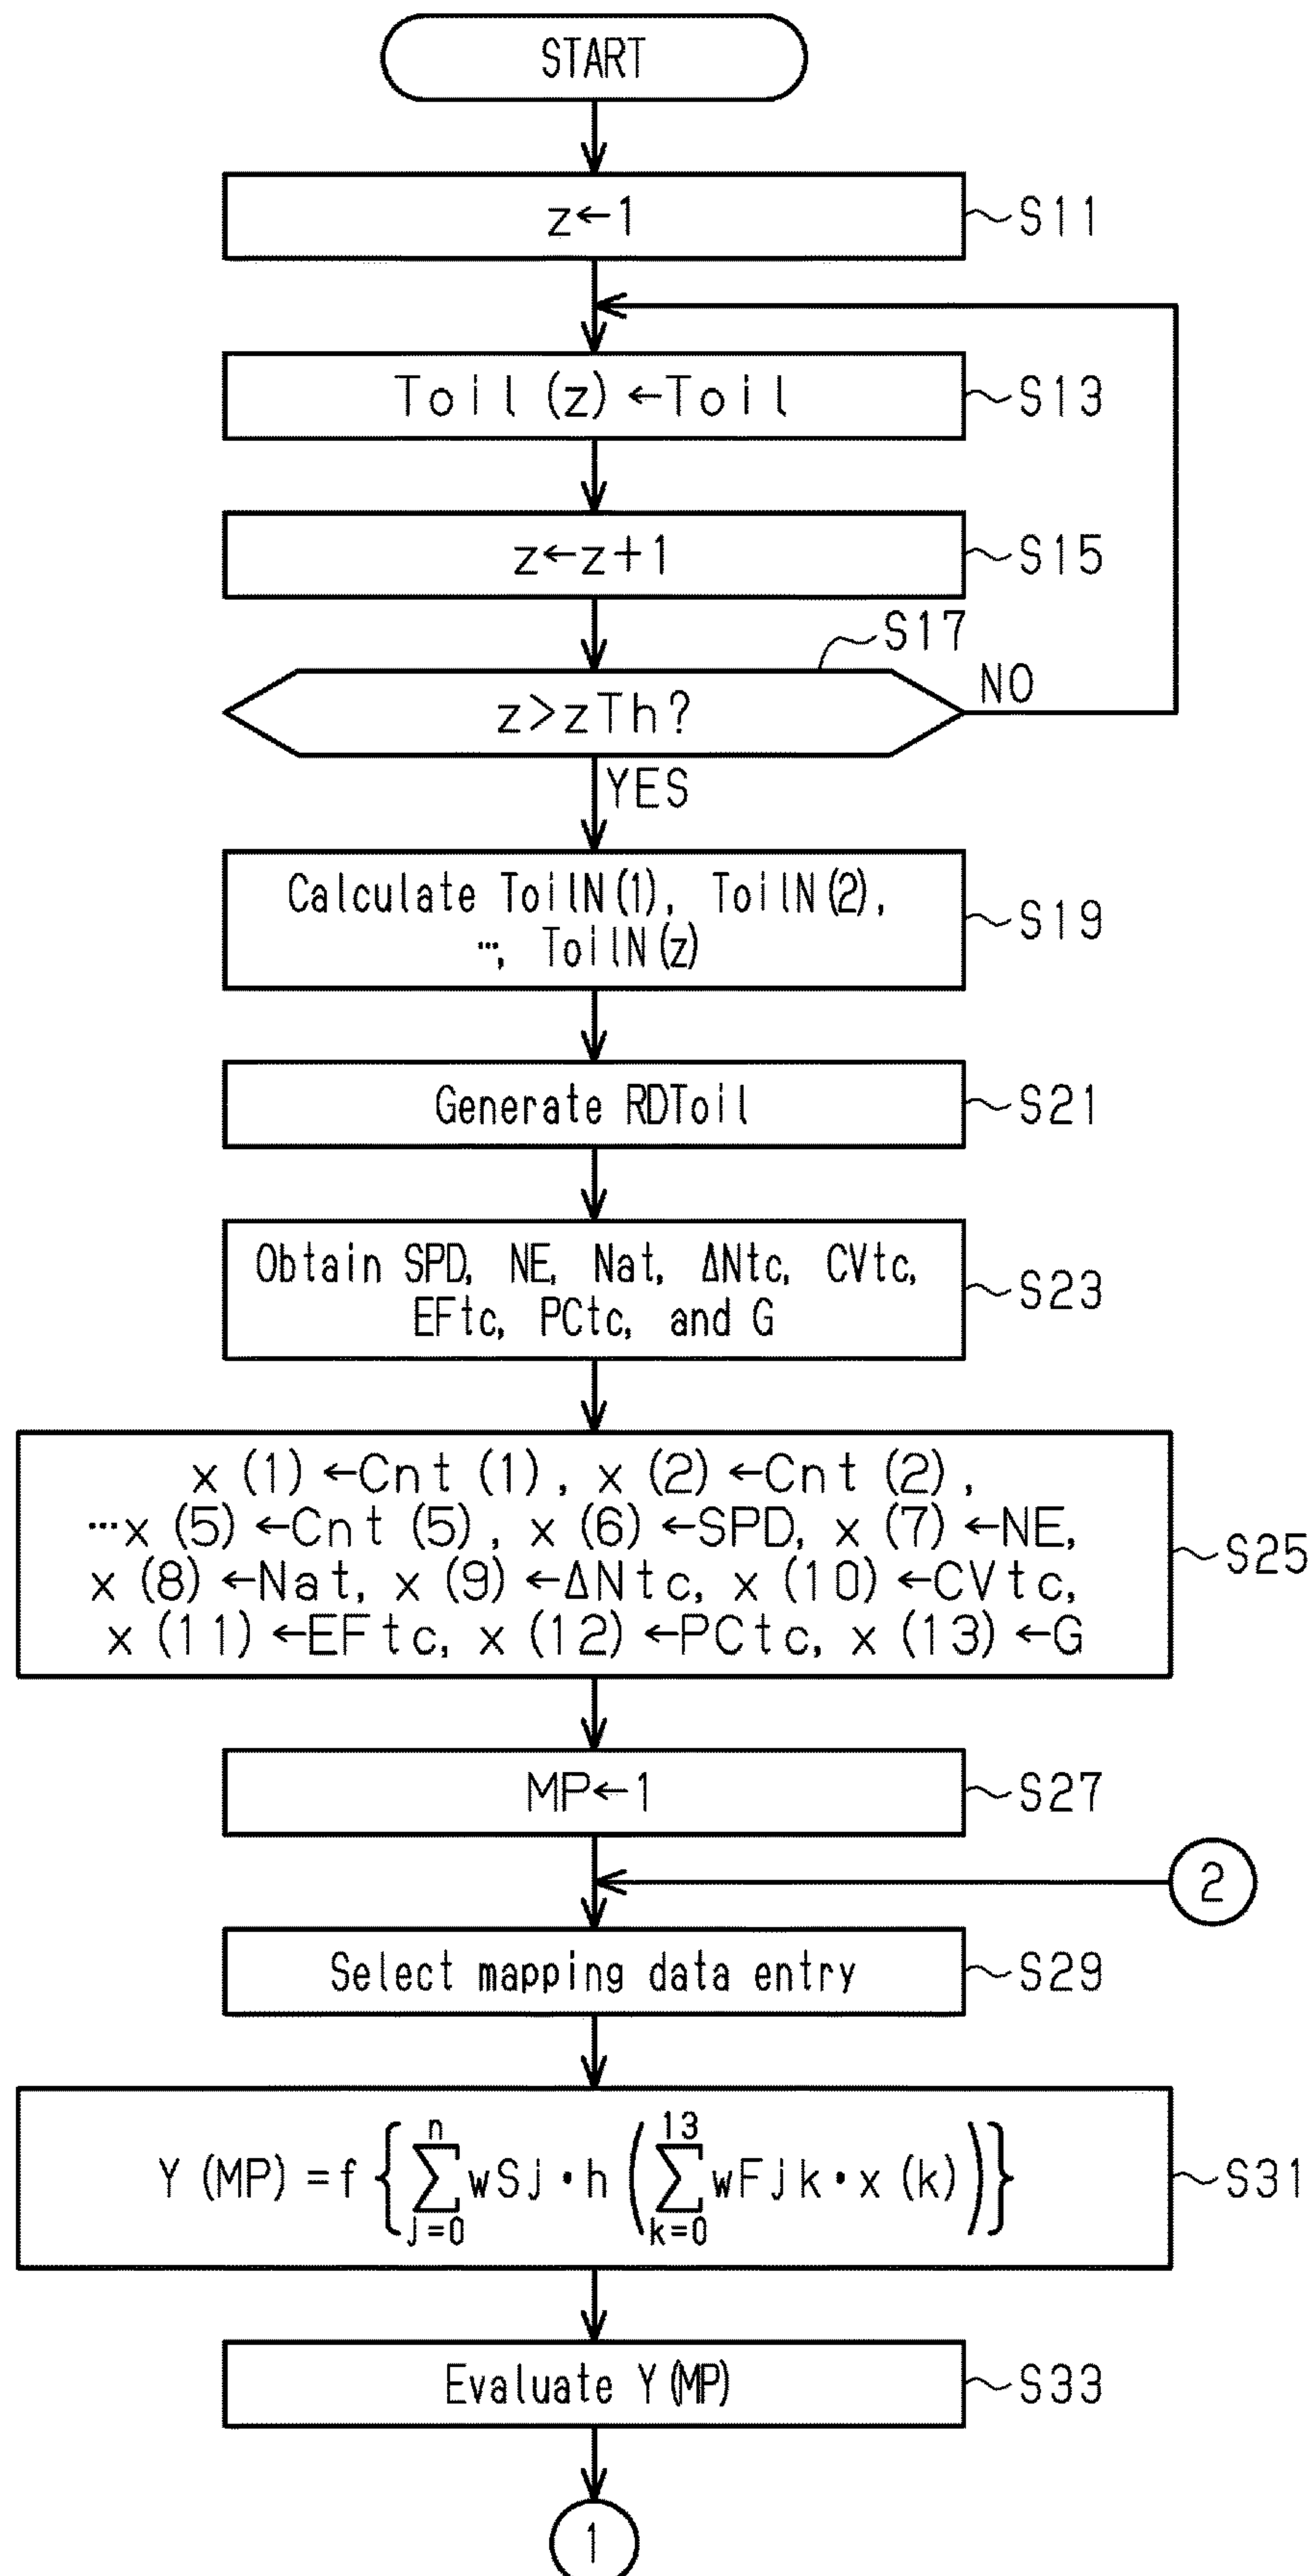 START
z←1
S11
Toil (z) ←Toil
S13
z←z+1
S15
S17
z>zTh?
NO
YES
Calculate ToilN(1), ToilN(2),
…, ToilN(z)
S19
Generate RDToil
S21
Obtain SPD, NE, Nat, ΔNtc, CVtc,
EFtc, PCtc, and G
S23
x (1) ←Cnt (1), x (2) ←Cnt (2),
…x (5) ←Cnt (5), x (6) ←SPD, x (7) ←NE,
x (8) ←Nat, x (9) ←ΔNtc, x (10) ←CVtc,
x (11) ←EFtc, x (12) ←PCtc, x (13) ←G
S25
MP←1
S27
2
Select mapping data entry
S29
Y (MP) = f { ∑_{j=0}^{n} wSj・h ( ∑_{k=0}^{13} wFjk・x (k) ) }
S31
Evaluate Y(MP)
S33
1